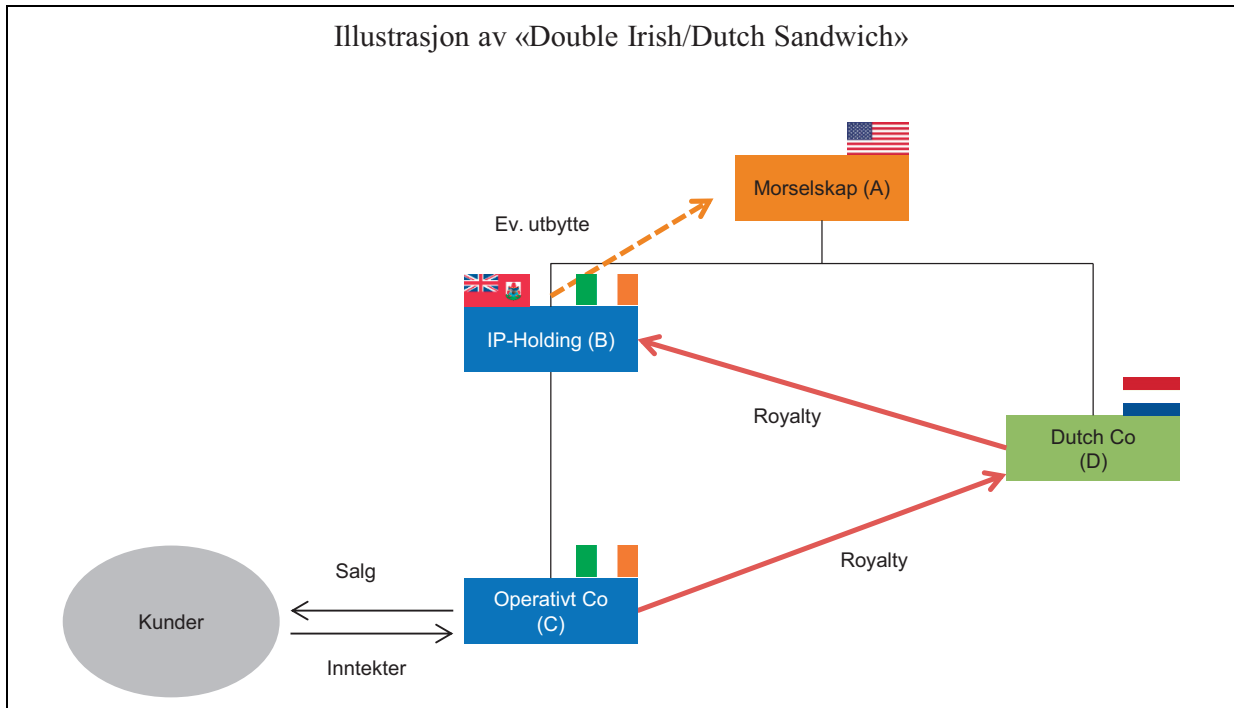 Illustrasjon av «Double Irish/Dutch Sandwich»
Morselskap (A)
Ev. utbytte
IP-Holding (B)
Royalty
Dutch Co
(D)
Royalty
Salg
Operativt Co
(C)
Kunder
Inntekter